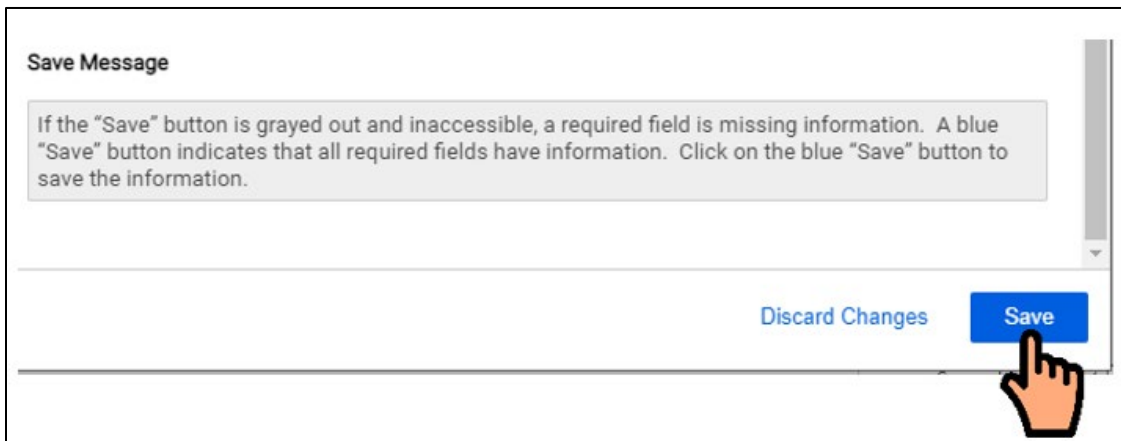 Save Message
If the “Save” button is grayed out and inaccessible, a required field is missing information.  A blue
“Save” button indicates that all required fields have information.  Click on the blue “Save” button to
save the information.
Discard Changes
Save